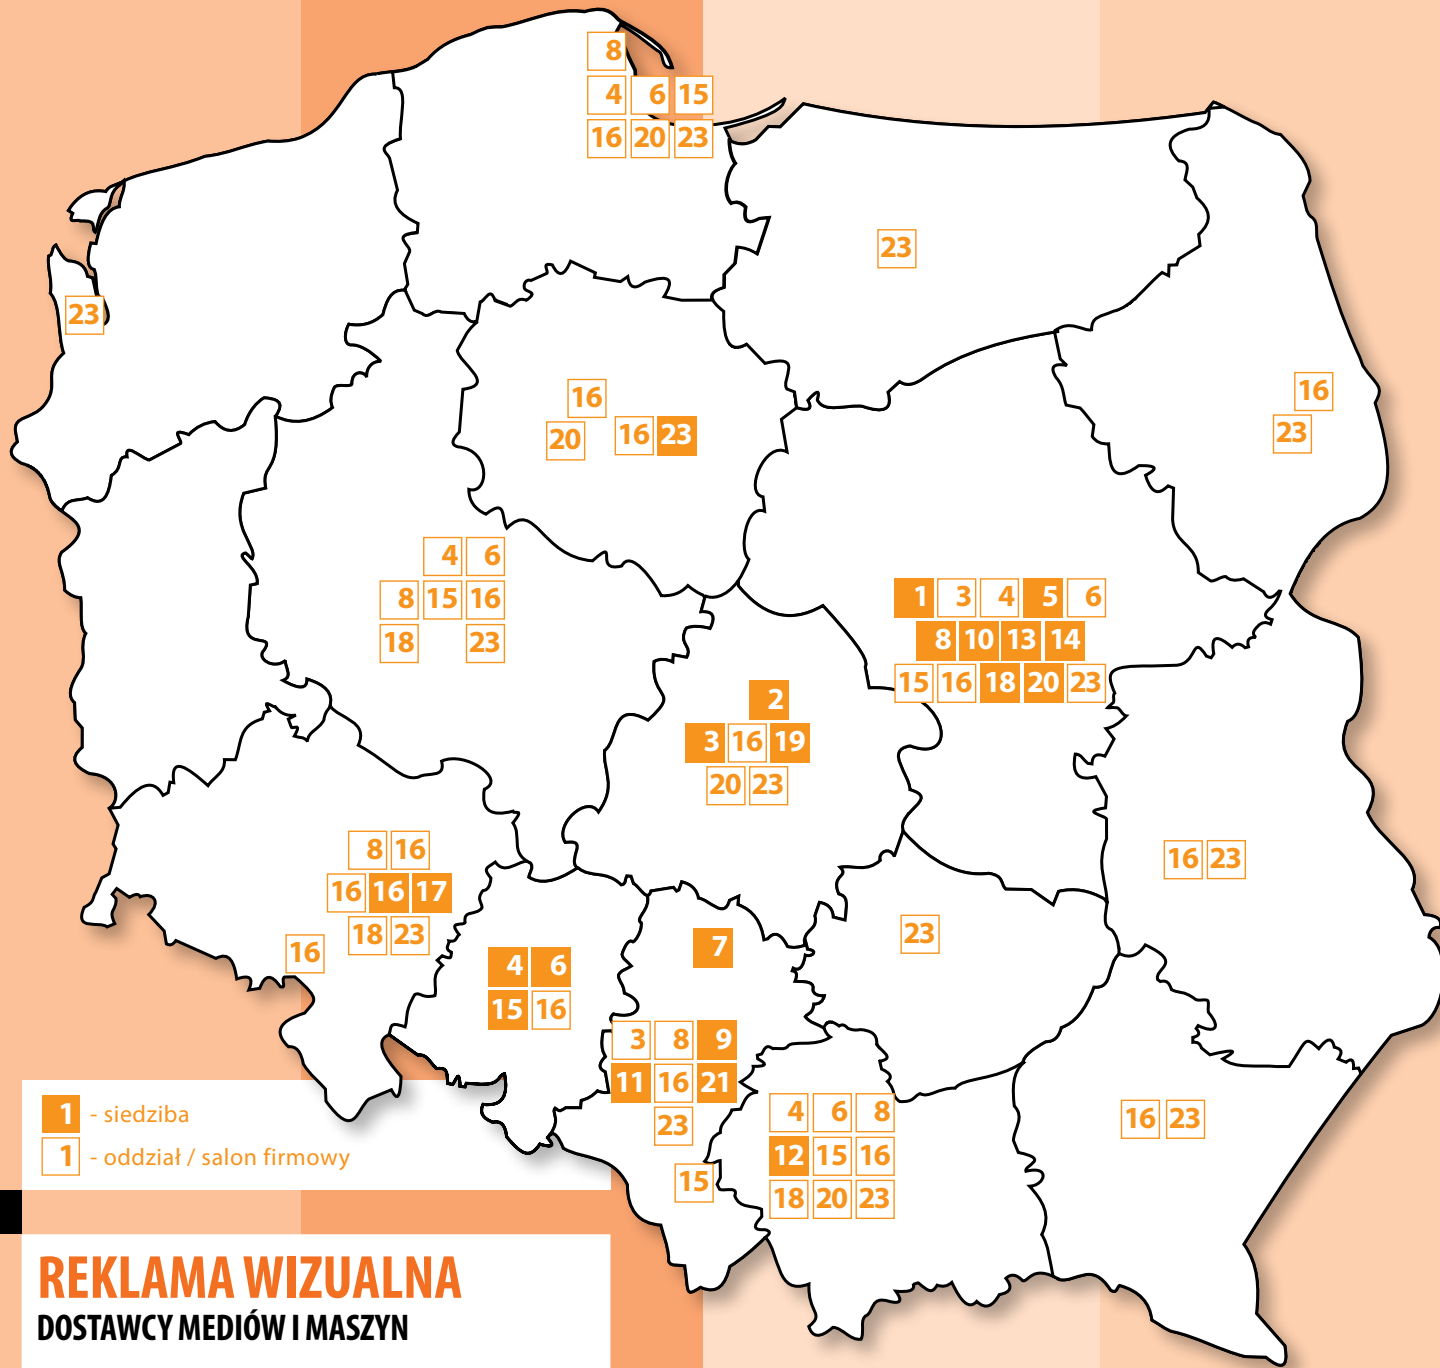 8
4 6 15
16 20 23
23
23
16
20 16 23
16
23
4 6
8 15 16
18 23
1 3 4 5 6
8 10 13 14
15 16 18 20 23
2
3 16 19
20 23
8 16
16 16 17
18 23
16
16 23
23
7
4 6
15 16
3 8 9
11 16 21
23
15
4 6 8
12 15 16
18 20 23
16 23
1 - siedziba
1 - oddział / salon firmowy
REKLAMA WIZUALNA
DOSTAWCY MEDIÓW I MASZYN